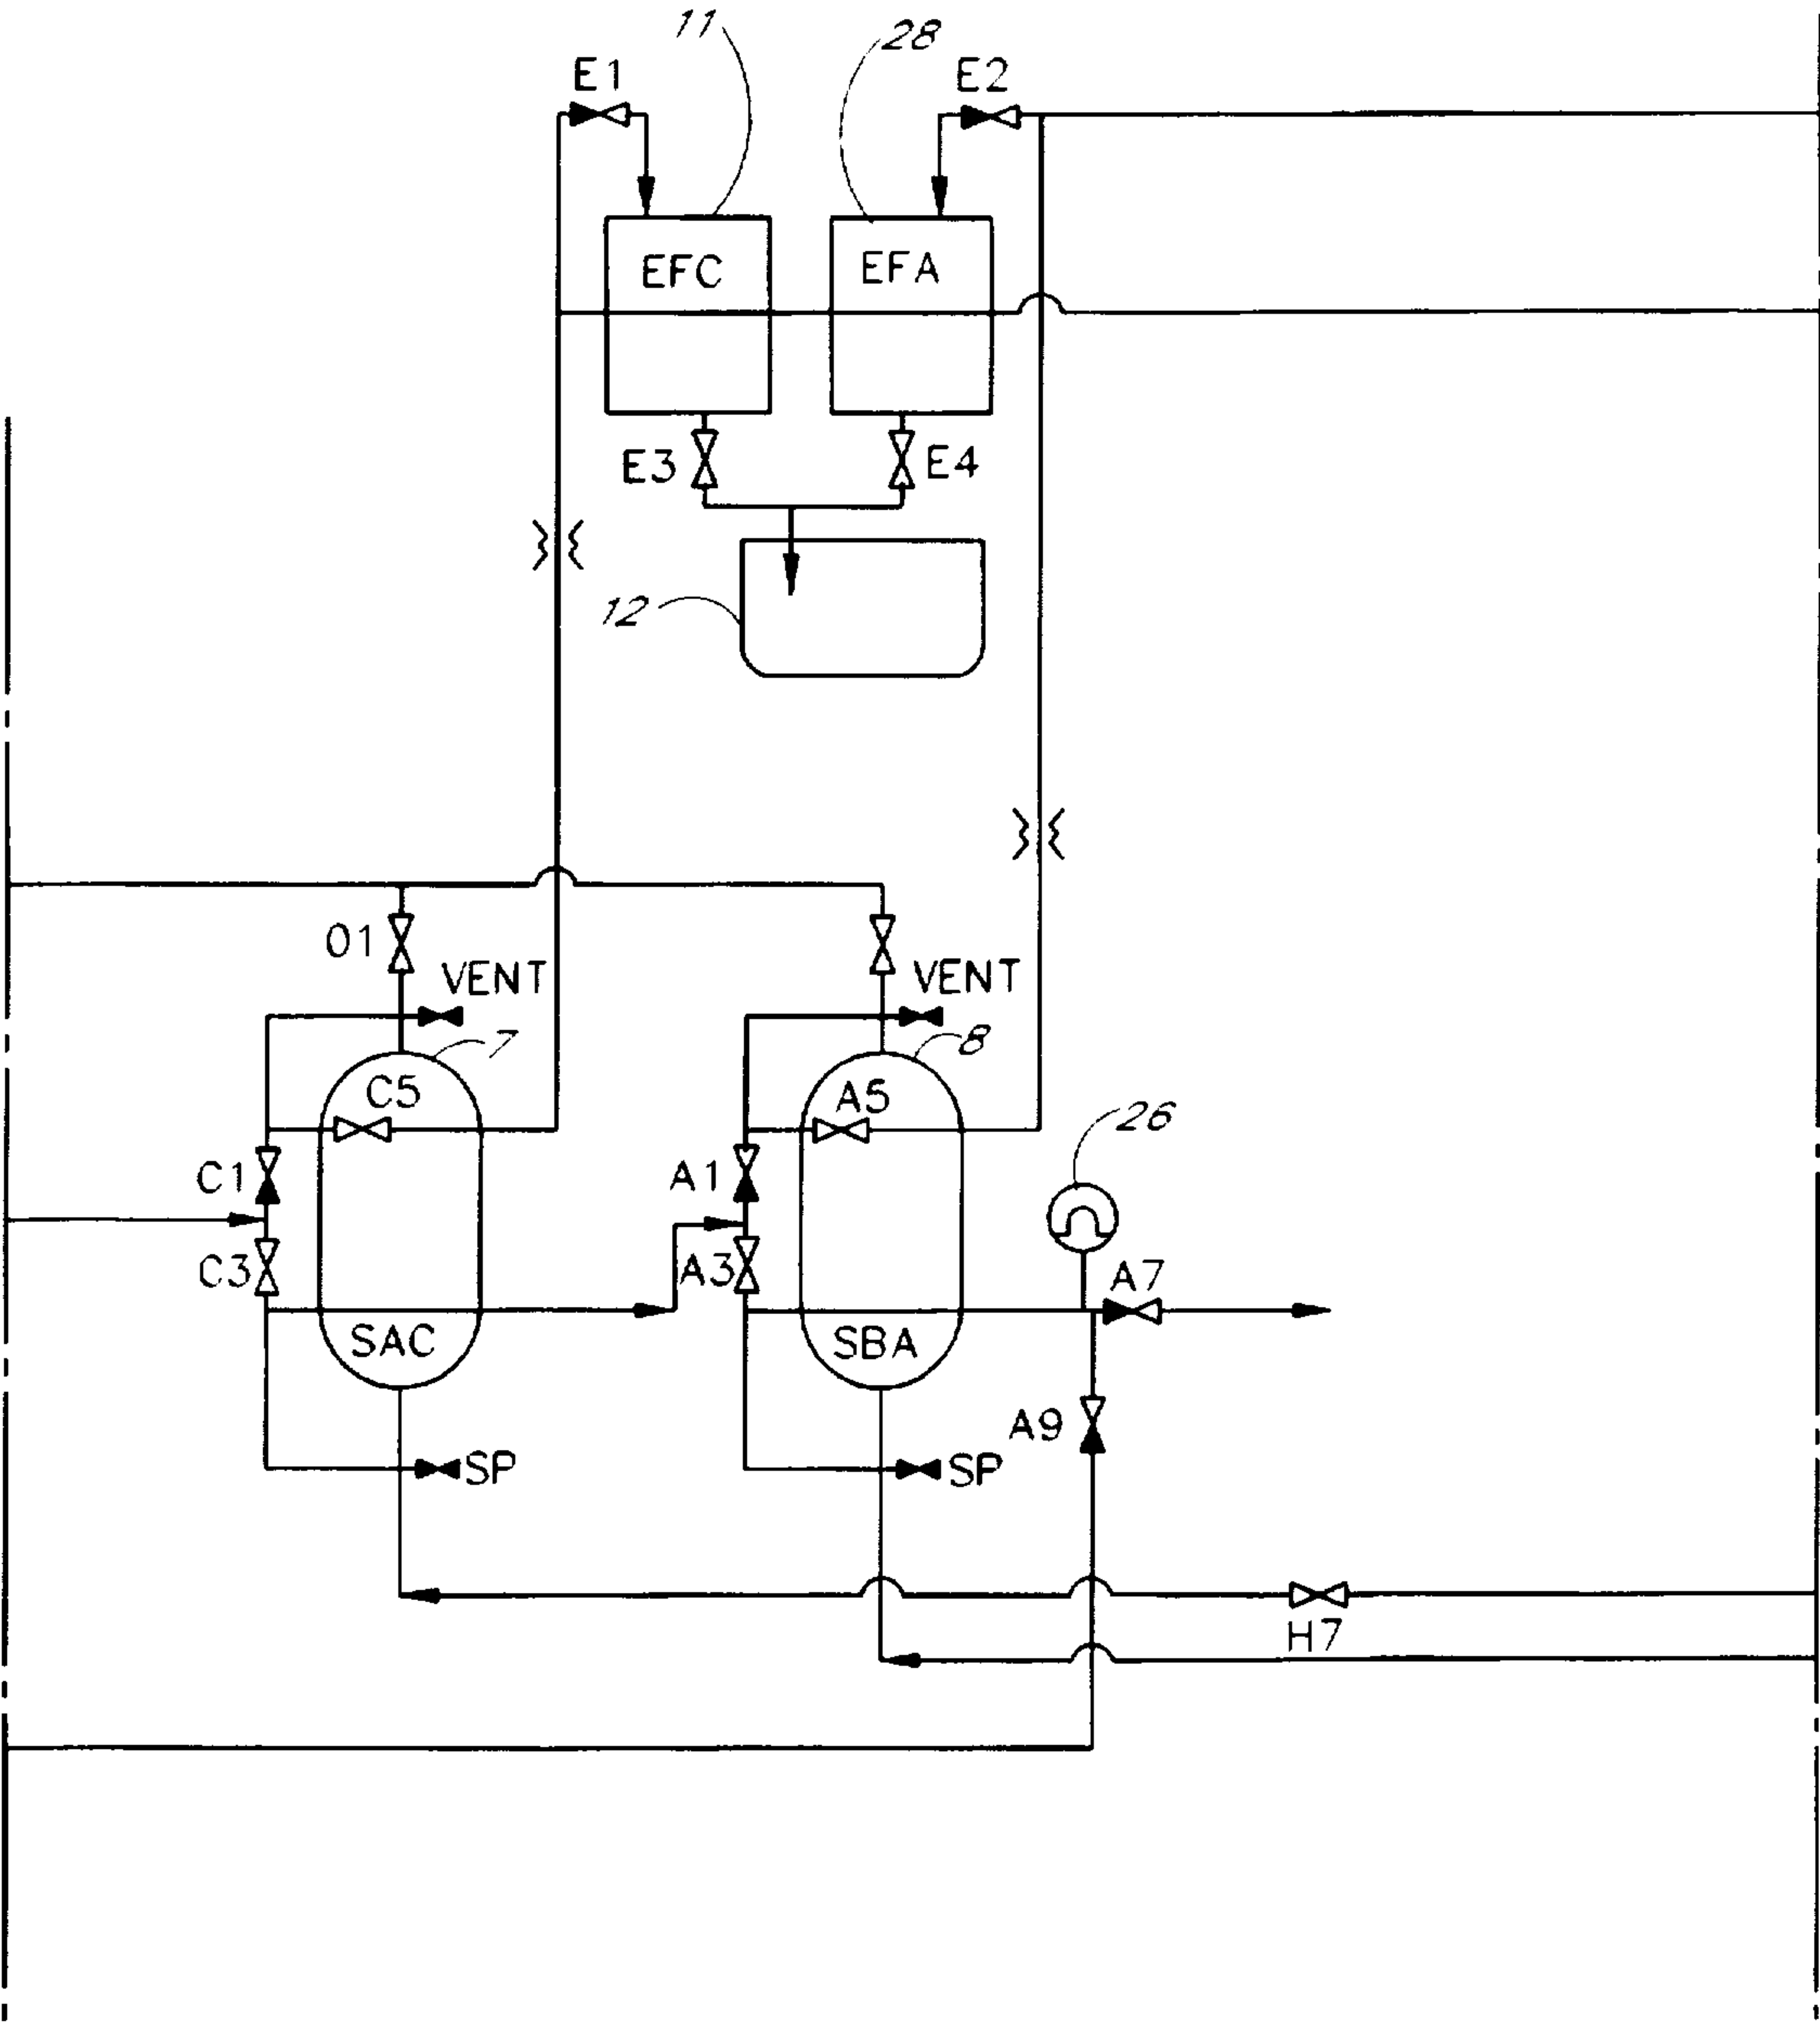 11
28
E1
E2
EFC
EFA
E3
E4
12
O1
VENT
VENT
7
8
C5
A5
26
C1
A1
C3
A3
A7
SAC
SBA
A9
SP
SP
H7